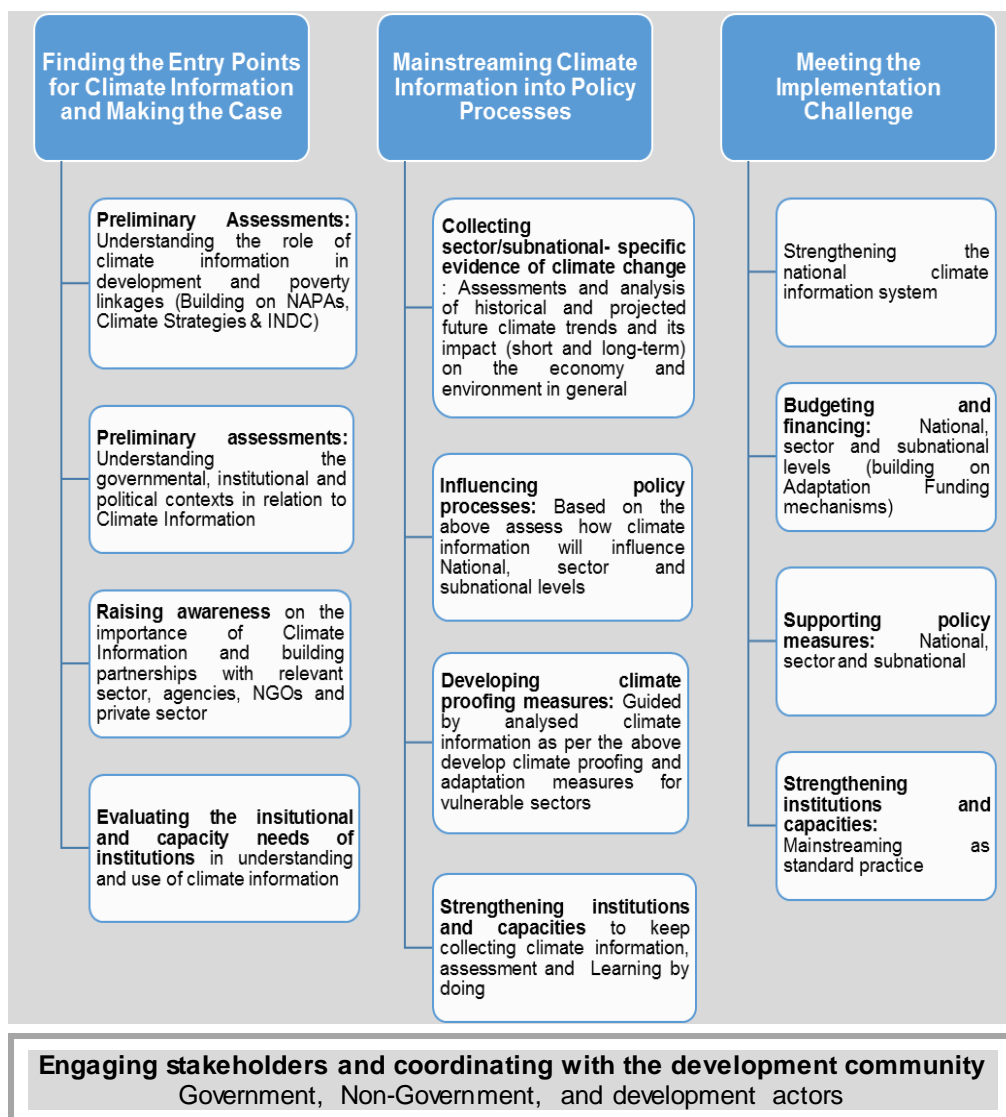 Finding the Entry Points
for Climate Information
and Making the Case
Preliminary Assessments:
Understanding the role of
climate information in
development and poverty
linkages (Building on NAPAs,
Climate Strategies & INDC)
Preliminary assessments:
Understanding the
governmental, institutional and
political contexts in relation to
Climate Information
Raising awareness on the
importance of Climate
Information and building
partnerships with relevant
sector, agencies, NGOs and
private sector
Evaluating the insitutional
and capacity needs of
institutions in understanding
and use of climate information
Mainstreaming Climate
Information into Policy
Processes
Collecting
sector/subnational- specific
evidence of climate change
: Assessments and analysis
of historical and projected
future climate trends and its
impact (short and long-term)
on the economy and
environment in general
Influencing policy
processes: Based on the
above assess how climate
information will influence
National, sector and
subnational levels
Developing climate
proofing measures: Guided
by analysed climate
information as per the above
develop climate proofing and
adaptation measures for
vulnerable sectors
Strengthening institutions
and capacities to keep
collecting climate information,
assessment and Learning by
doing
Meeting the
Implementation
Challenge
Strengthening the
national climate
information system
Budgeting and
financing: National,
sector and subnational
levels (building on
Adaptation Funding
mechanisms)
Supporting policy
measures: National,
sector and subnational
Strengthening
institutions and
capacities:
Mainstreaming as
standard practice
Engaging stakeholders and coordinating with the development community
Government, Non-Government, and development actors